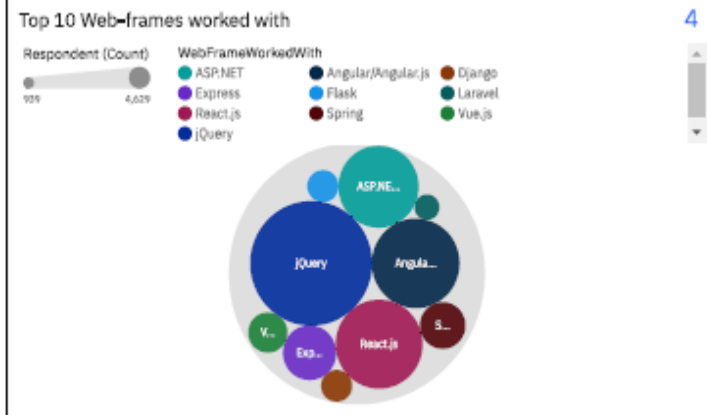 Top 10 Web-frames worked with
4
Respondent (Count)
939
4,629
WebFrameWorkedWith
ASP.NET
Angular/Angular.js
Django
Express
Flask
Laravel
React.js
Spring
Vue.js
jQuery
ASP.NE...
jQuery
Angula...
V...
Exp...
React.js
S...